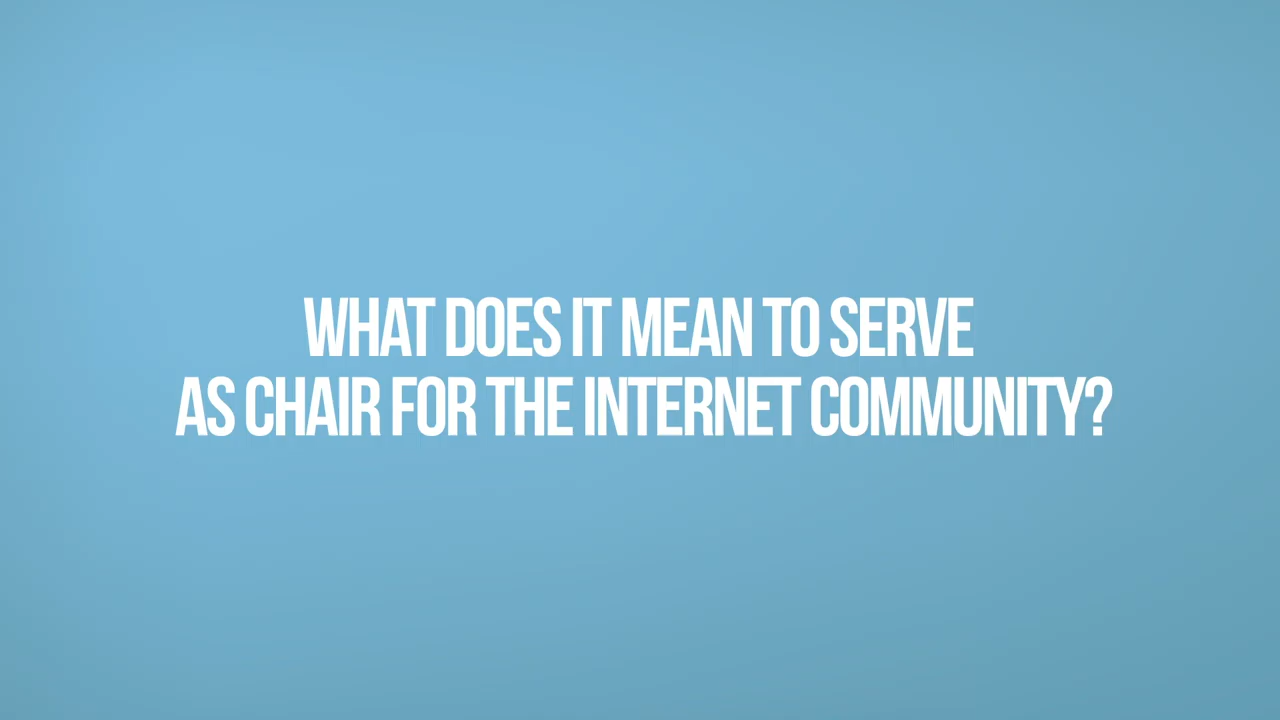 WHAT DOES IT MEAN TO SERVE
AS CHAIR FOR THE INTERNET COMMUNITY?